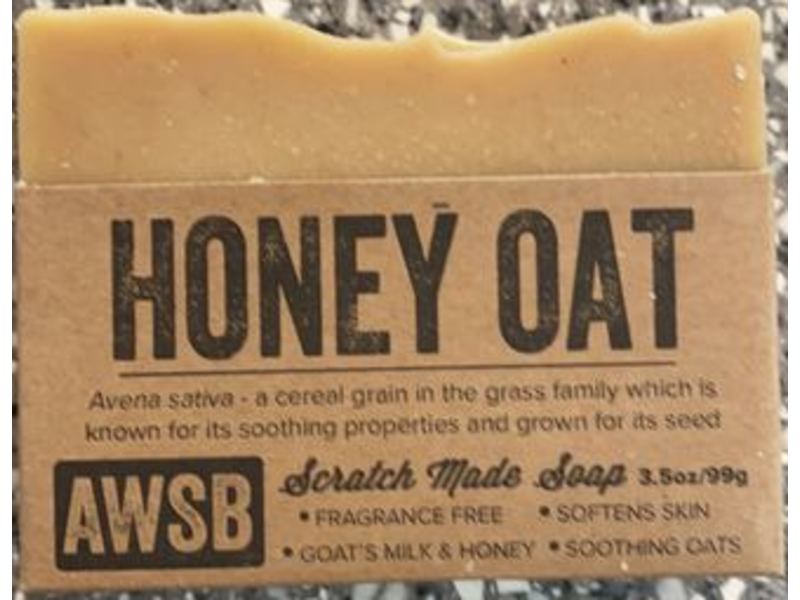 HONEY OAT
Avena sativa - a cereal grain in the grass family which is
known for its soothing properties and grown for its seed
AWSB
Scratch Made Soap 3.5oz/99g
• FRAGRANCE FREE • SOFTENS SKIN
• GOAT'S MILK & HONEY • SOOTHING OATS